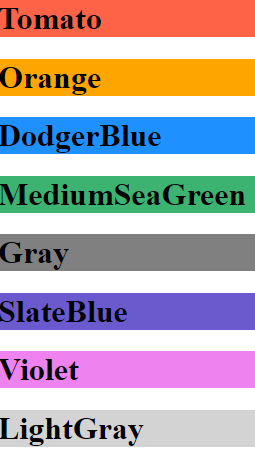 Tomato
Orange
DodgerBlue
MediumSeaGreen
Gray
SlateBlue
Violet
LightGray